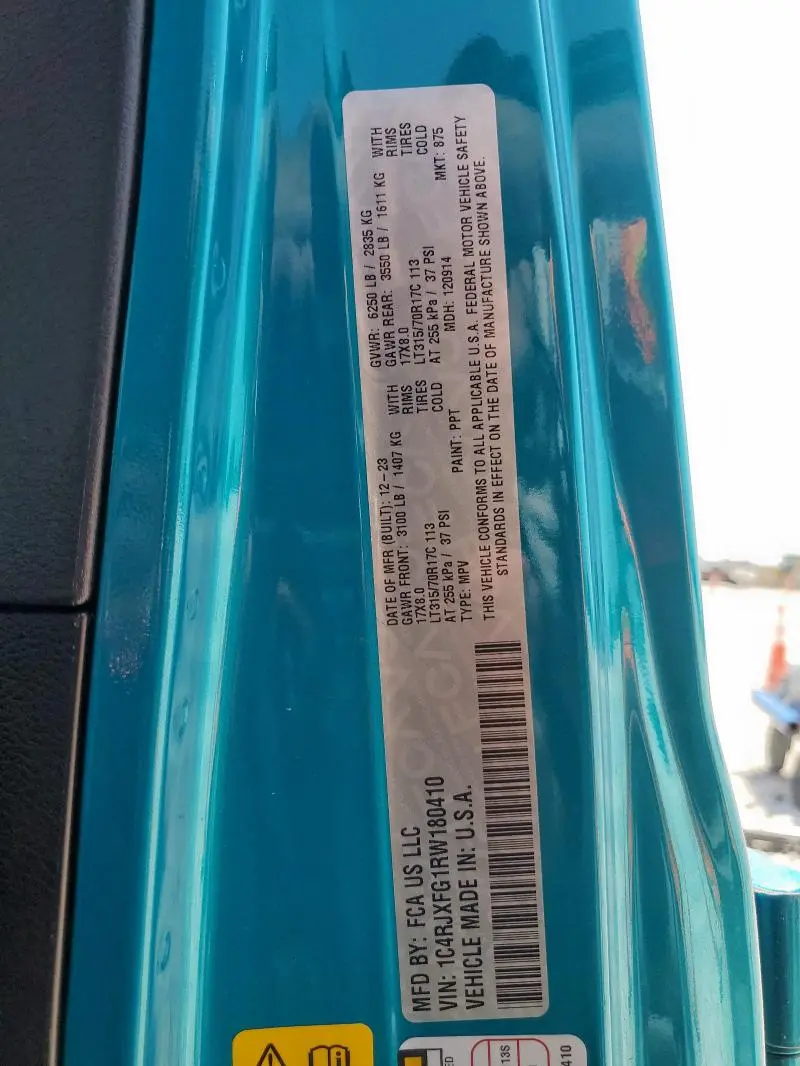 MFD BY: FCA US LLC
VIN: 1C4RJXFG1RW180410
VEHICLE MADE IN: U.S.A.
DATE OF MFR (BUILT): 12-23
GVWR: 6250 LB / 2835 KG
GAWR FRONT: 3100 LB / 1407 KG WITH
GAWR REAR: 3550 LB / 1611 KG WITH
17X8.0 RIMS
17X8.0 RIMS
LT315/70R17C 113 TIRES
LT315/70R17C 113 TIRES
AT 255 kPa / 37 PSI COLD
AT 255 kPa / 37 PSI COLD
TYPE: MPV PAINT: PPT MDH: 120914 MKT: 875
THIS VEHICLE CONFORMS TO ALL APPLICABLE U.S.A. FEDERAL MOTOR VEHICLE SAFETY
STANDARDS IN EFFECT ON THE DATE OF MANUFACTURE SHOWN ABOVE.
ED
13S
410